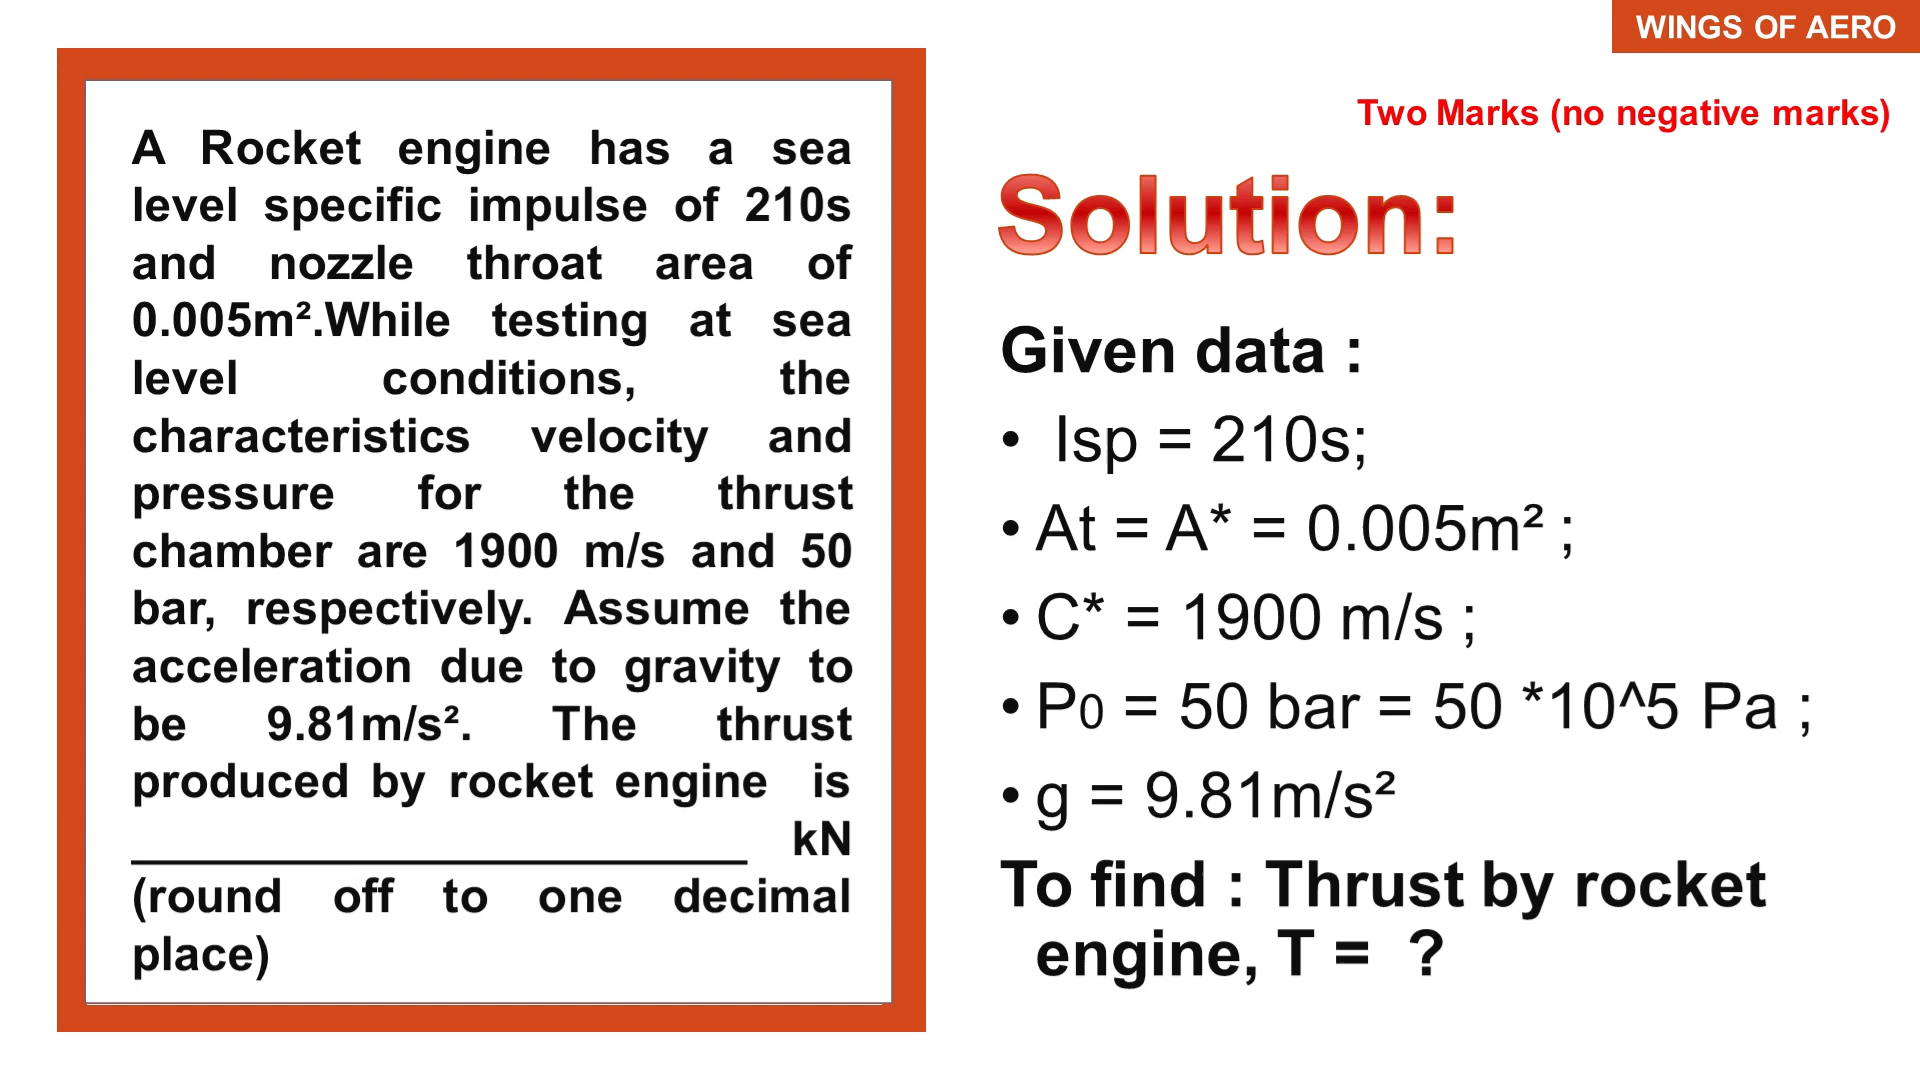 WINGS OF AERO
Two Marks (no negative marks)
A Rocket engine has a sea
level specific impulse of 210s
and nozzle throat area of
0.005m².While testing at sea
level conditions, the
characteristics velocity and
pressure for the thrust
chamber are 1900 m/s and 50
bar, respectively. Assume the
acceleration due to gravity to
be 9.81m/s². The thrust
produced by rocket engine is
_______________________ kN
(round off to one decimal
place)
Solution:
Given data :
• Isp = 210s;
• At = A* = 0.005m² ;
• C* = 1900 m/s ;
• P0 = 50 bar = 50 *10^5 Pa ;
• g = 9.81m/s²
To find : Thrust by rocket
engine, T = ?